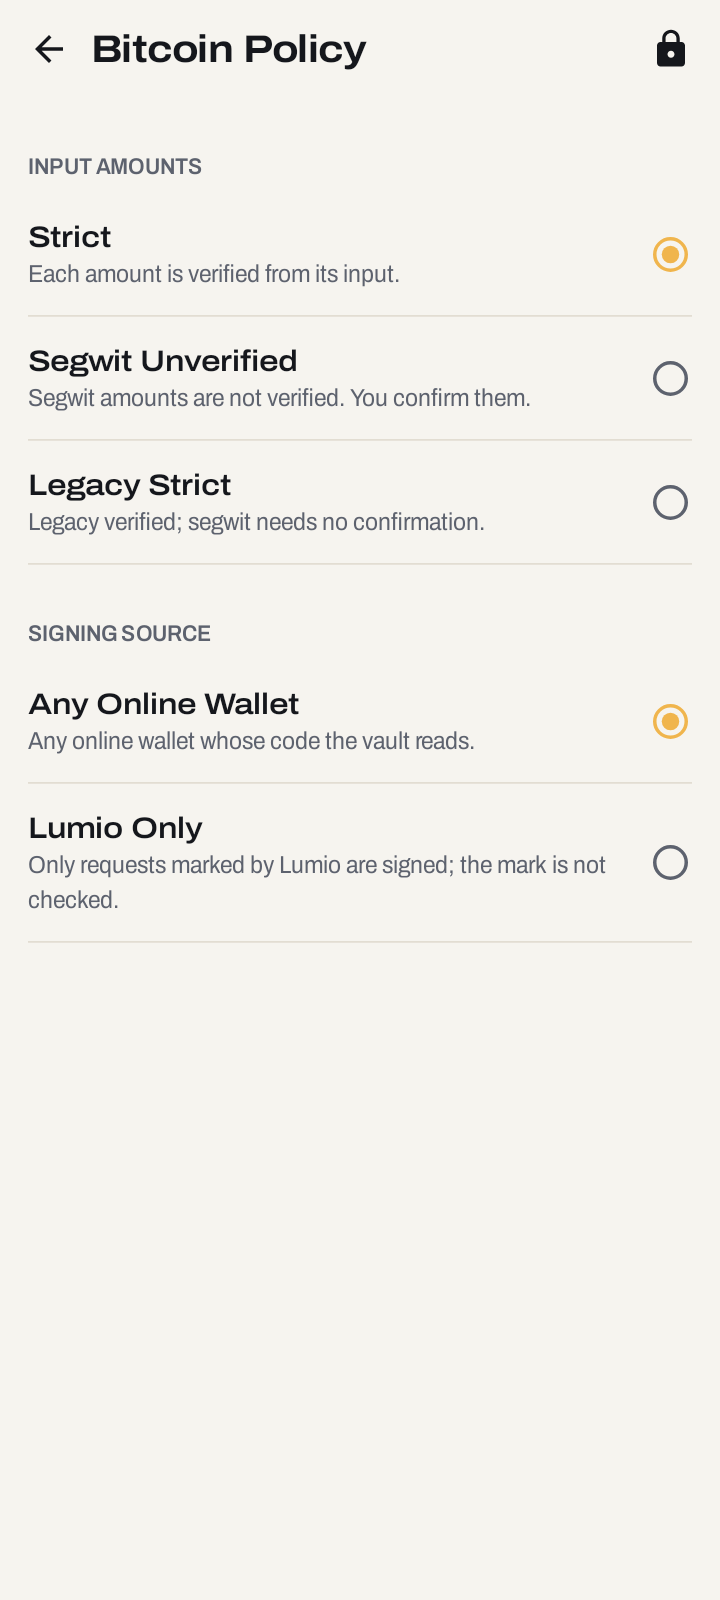 Bitcoin Policy
INPUT AMOUNTS
Strict
Each amount is verified from its input.
Segwit Unverified
Segwit amounts are not verified. You confirm them.
Legacy Strict
Legacy verified; segwit needs no confirmation.
SIGNING SOURCE
Any Online Wallet
Any online wallet whose code the vault reads.
Lumio Only
Only requests marked by Lumio are signed; the mark is not
checked.